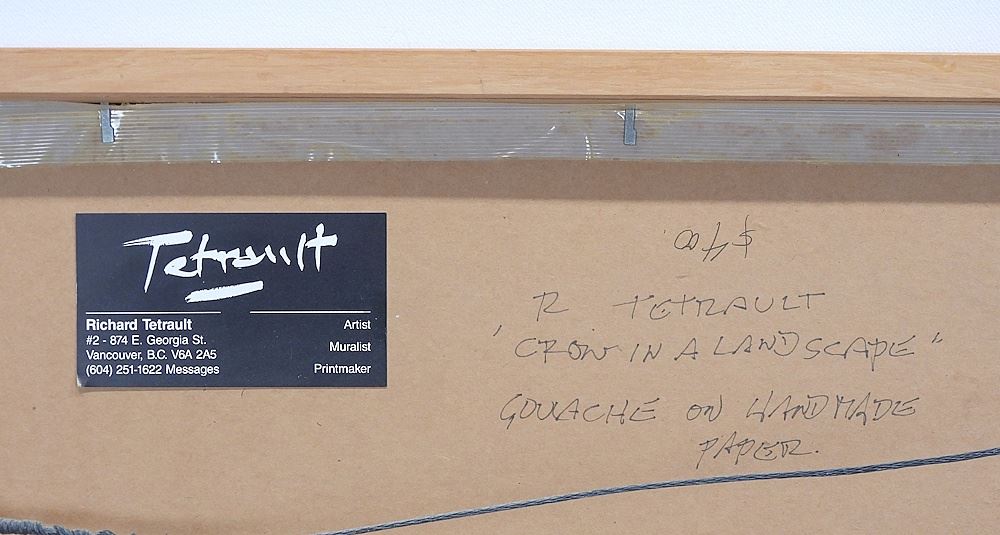 Tetrault
Richard Tetrault
#2 - 874 E. Georgia St.
Vancouver, B.C. V6A 2A5
(604) 251-1622 Messages
Artist
Muralist
Printmaker
R. TETRAULT
"CROW IN A LANDSCAPE"
GOUACHE ON HANDMADE
PAPER.